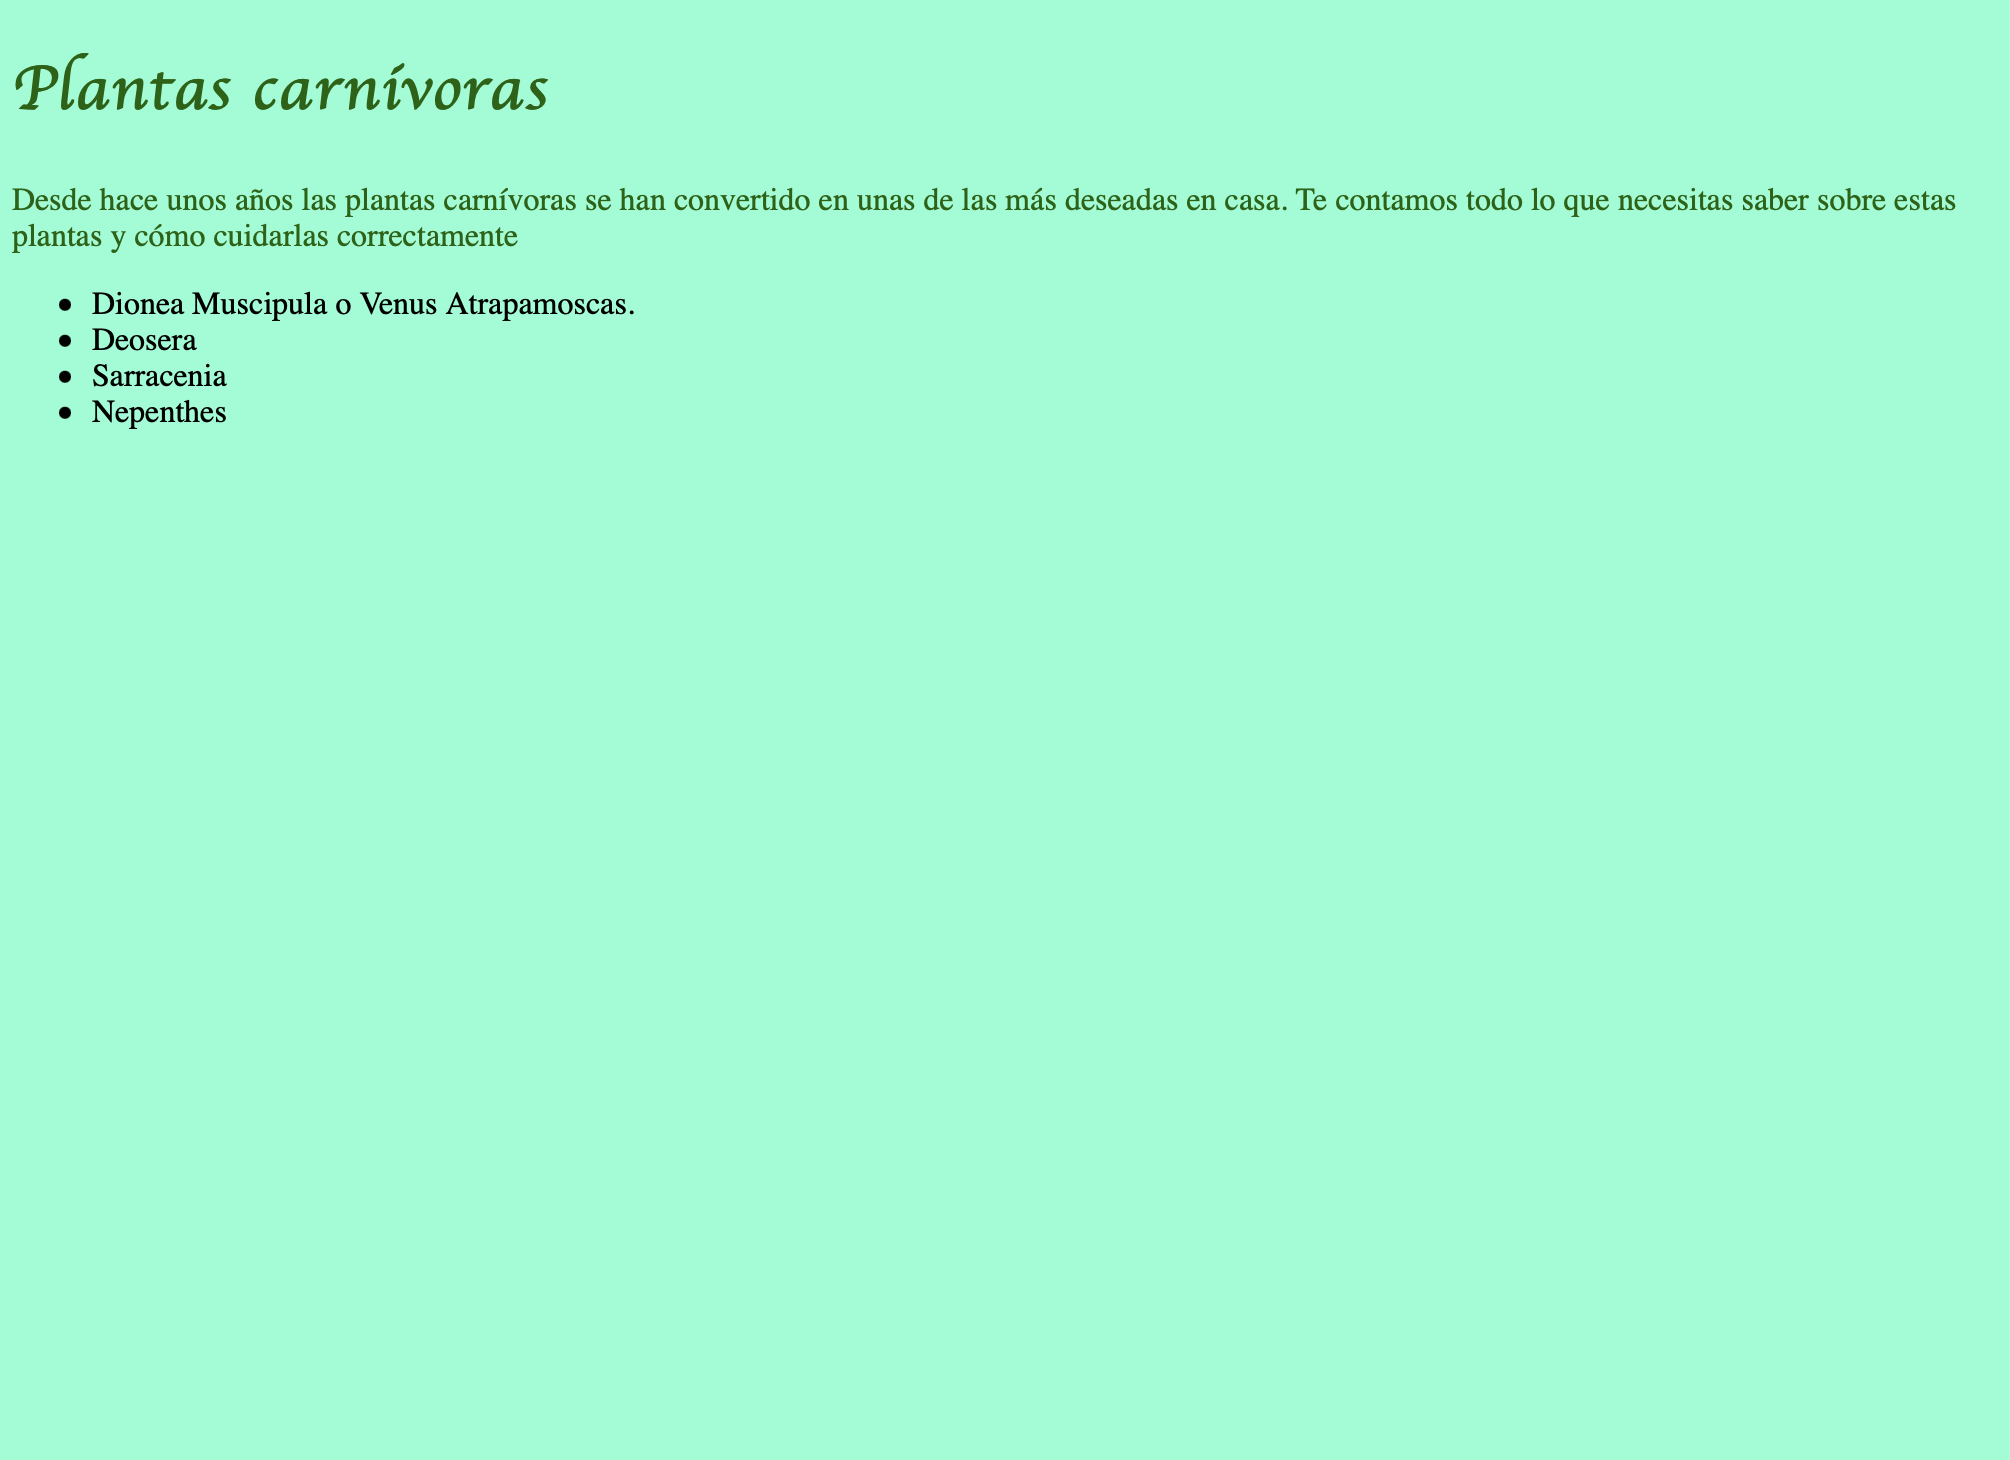 Plantas carnívoras
Desde hace unos años las plantas carnívoras se han convertido en unas de las más deseadas en casa. Te contamos todo lo que necesitas saber sobre estas
plantas y cómo cuidarlas correctamente
• Dionea Muscipula o Venus Atrapamoscas.
• Deosera
• Sarracenia
• Nepenthes